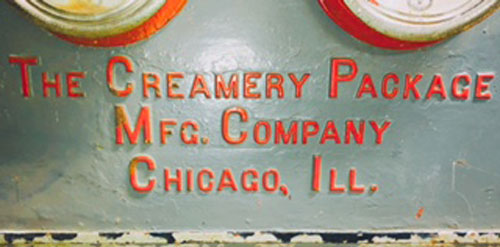 The Creamery Package
Mfg. Company
Chicago, Ill.